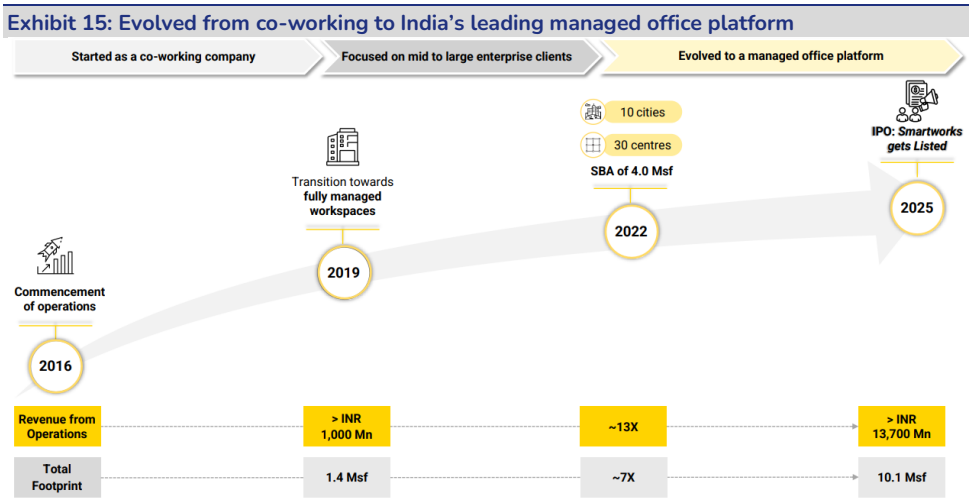 Exhibit 15: Evolved from co-working to India's leading managed office platform
Started as a co-working company
Focused on mid to large enterprise clients
Evolved to a managed office platform
10 cities
30 centres
SBA of 4.0 Msf
IPO: Smartworks
gets Listed
Transition towards
fully managed
workspaces
Commencement
of operations
2016
2019
2022
2025
Revenue from
Operations
> INR
1,000 Mn
~13X
> INR
13,700 Mn
Total
Footprint
1.4 Msf
~7X
10.1 Msf